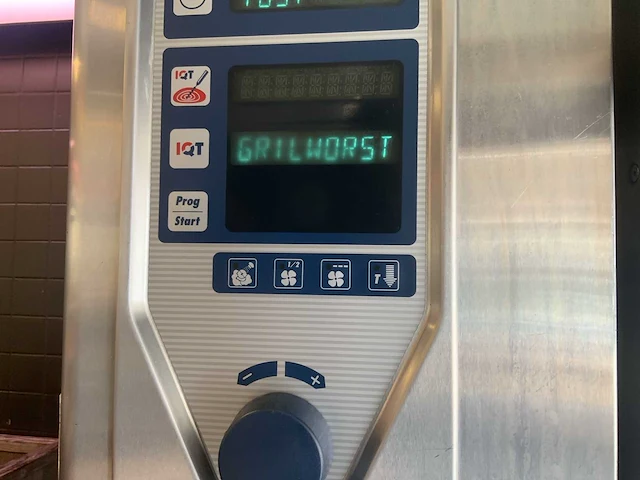 IQT
GRILWORST
IQT
Prog
Start
1/2
T
- +